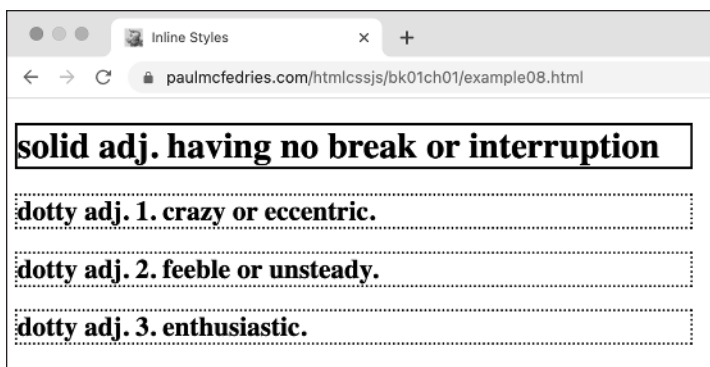 Inline Styles
paulmcfedries.com/htmlcssjs/bk01ch01/example08.html
solid adj. having no break or interruption
dotty adj. 1. crazy or eccentric.
dotty adj. 2. feeble or unsteady.
dotty adj. 3. enthusiastic.